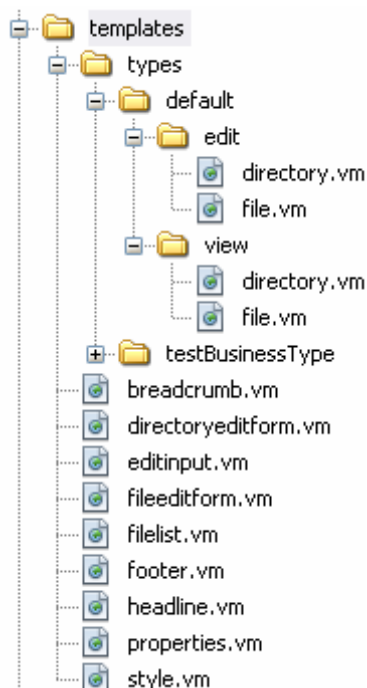 templates
types
default
edit
directory.vm
file.vm
view
directory.vm
file.vm
testBusinessType
breadcrumb.vm
directoryeditform.vm
editinput.vm
fileeditform.vm
filelist.vm
footer.vm
headline.vm
properties.vm
style.vm